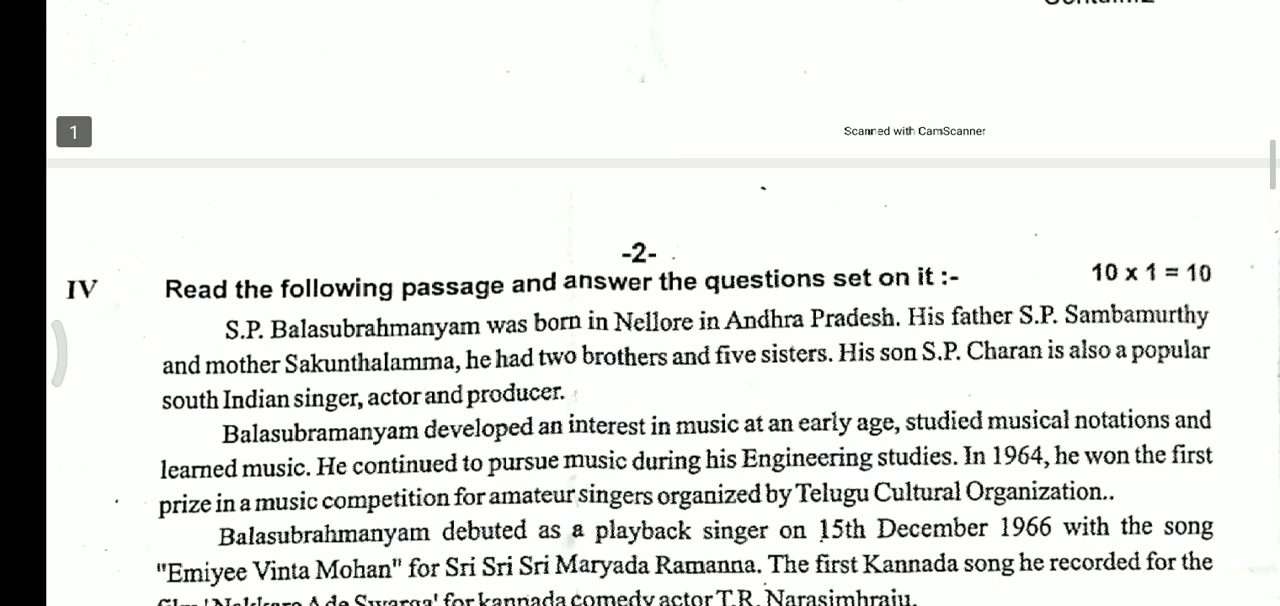 1
Scanned with CamScanner
-2-
IV Read the following passage and answer the questions set on it :- 10 x 1 = 10
S.P. Balasubrahmanyam was born in Nellore in Andhra Pradesh. His father S.P. Sambamurthy
and mother Sakunthalamma, he had two brothers and five sisters. His son S.P. Charan is also a popular
south Indian singer, actor and producer.
Balasubramanyam developed an interest in music at an early age, studied musical notations and
learned music. He continued to pursue music during his Engineering studies. In 1964, he won the first
prize in a music competition for amateur singers organized by Telugu Cultural Organization..
Balasubrahmanyam debuted as a playback singer on 15th December 1966 with the song
"Emiyee Vinta Mohan" for Sri Sri Sri Maryada Ramanna. The first Kannada song he recorded for the
Swarga' for kannada comedy actor T.R. Narasimhraju.